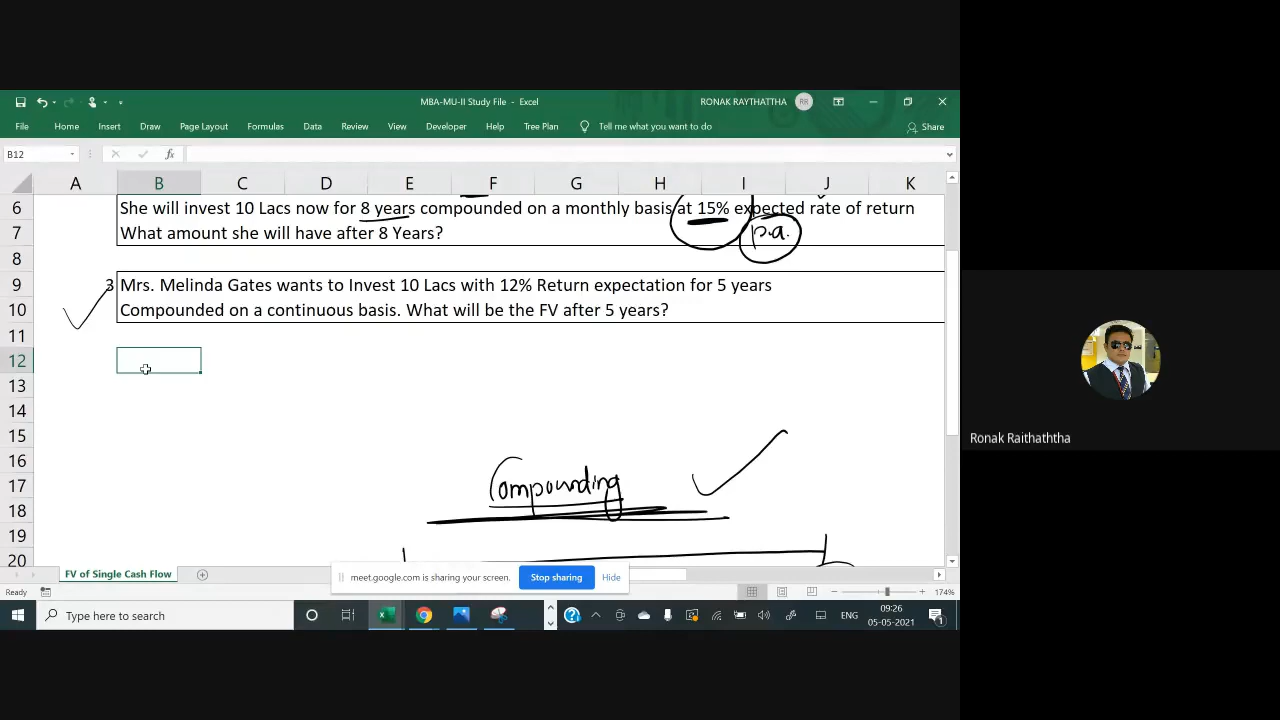 MBA-MU-II Study File - Excel
RONAK RAYTHATTHA
RR
File
Home
Insert
Draw
Page Layout
Formulas
Data
Review
View
Developer
Help
Tree Plan
Tell me what you want to do
Share
B12
fx
A B C D E F G H I J K
6 She will invest 10 Lacs now for 8 years compounded on a monthly basis at 15% expected rate of return
7 What amount she will have after 8 Years?
p.a.
8
9 3 Mrs. Melinda Gates wants to Invest 10 Lacs with 12% Return expectation for 5 years
10 Compounded on a continuous basis. What will be the FV after 5 years?
11
12
13
14
15
16
17 Compounding
18
19
20
Ronak Raithaththa
FV of Single Cash Flow
meet.google.com is sharing your screen.
Stop sharing
Hide
Ready
174%
Type here to search
ENG
09:26
05-05-2021
1